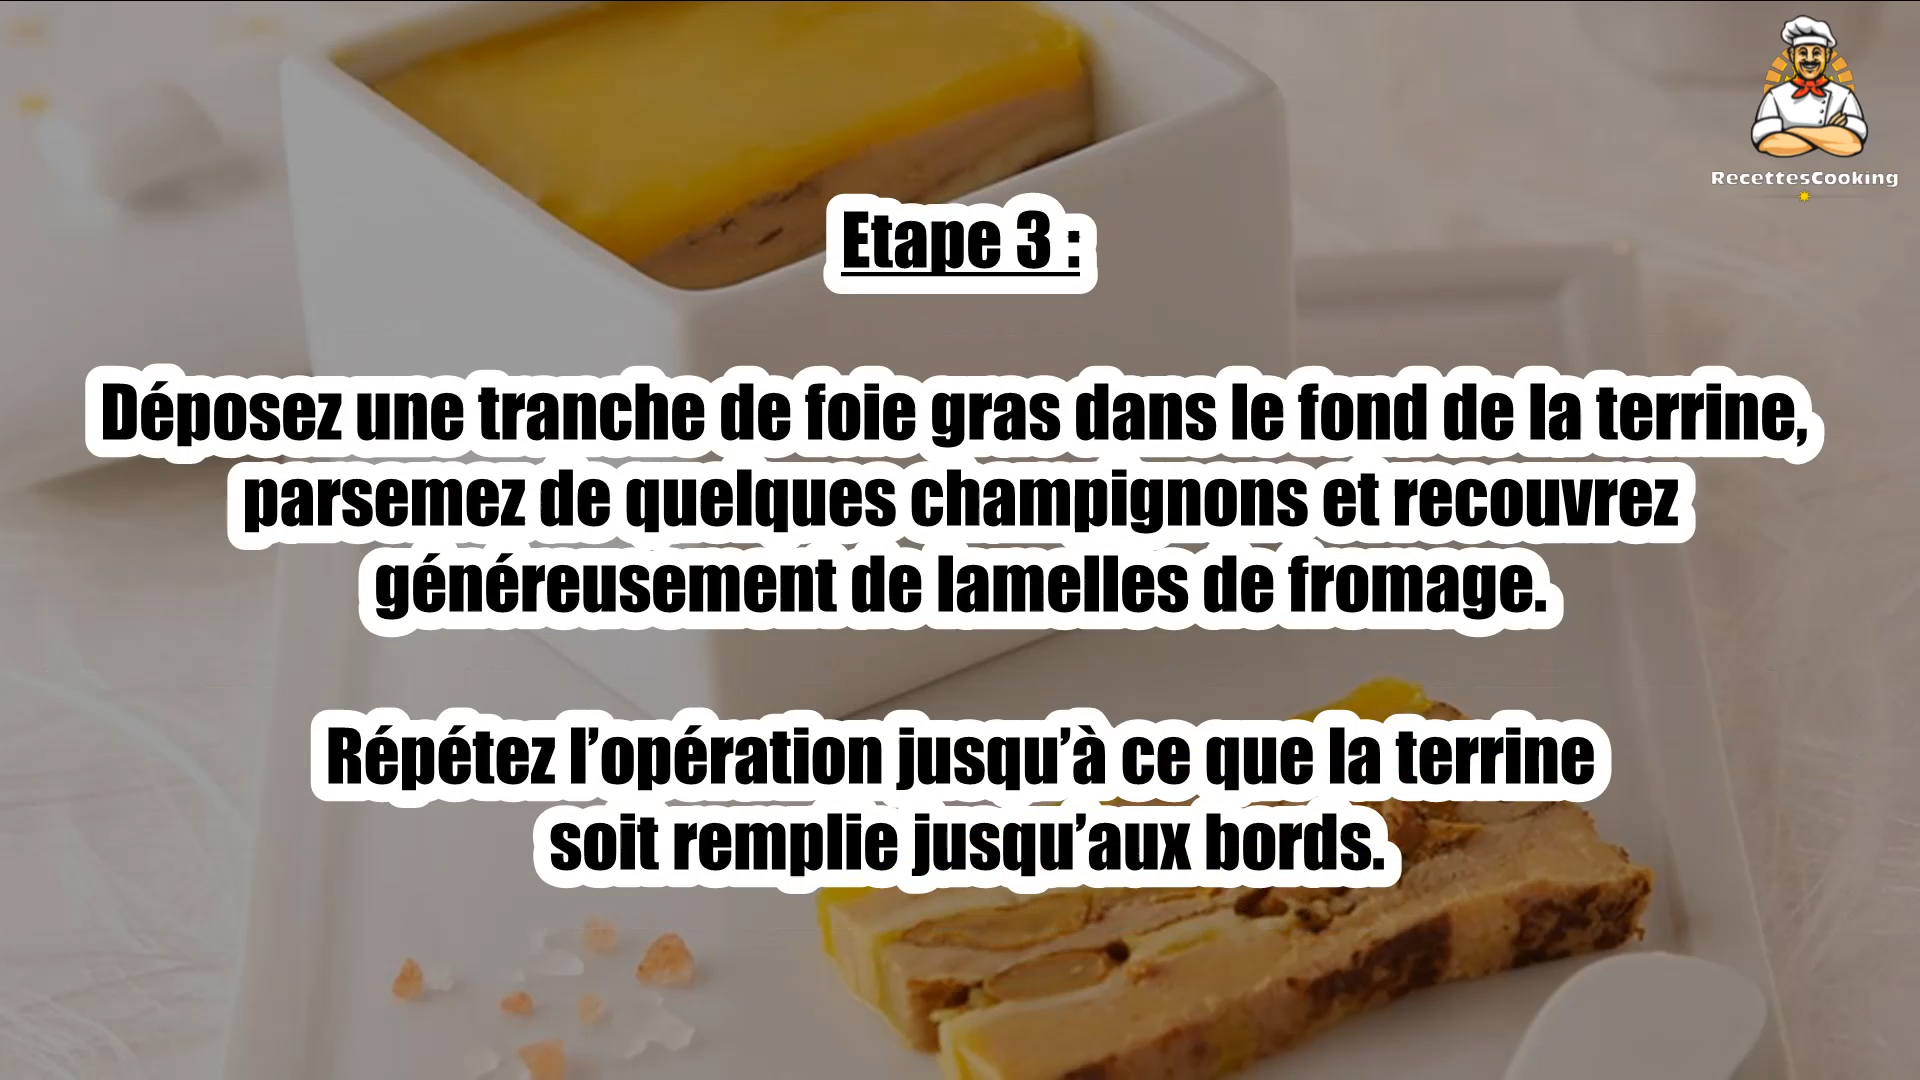 RecettesCooking
Etape 3 :
Déposez une tranche de foie gras dans le fond de la terrine,
parsemez de quelques champignons et recouvrez
généreusement de lamelles de fromage.
Répétez l’opération jusqu’à ce que la terrine
soit remplie jusqu’aux bords.